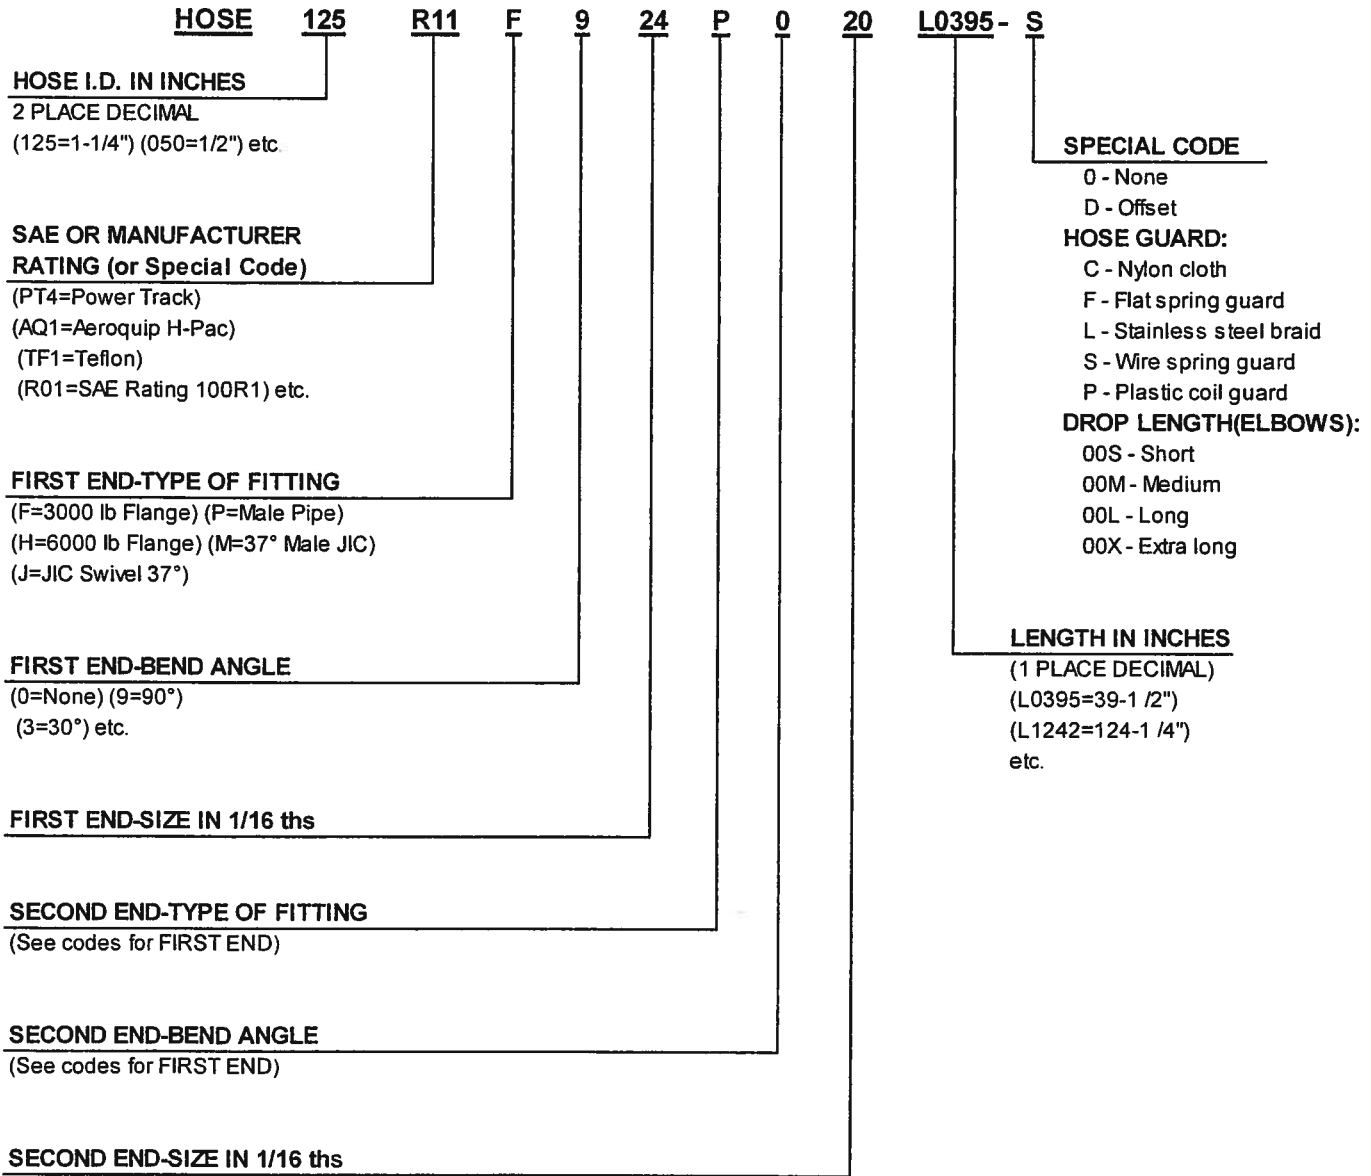 HOSE 125 R11 F 9 24 P 0 20 L0395- S
HOSE I.D. IN INCHES
2 PLACE DECIMAL
(125=1-1/4") (050=1/2") etc.
SAE OR MANUFACTURER
RATING (or Special Code)
(PT4=Power Track)
(AQ1=Aeroquip H-Pac)
(TF1=Teflon)
(R01=SAE Rating 100R1) etc.
FIRST END-TYPE OF FITTING
(F=3000 lb Flange) (P=Male Pipe)
(H=6000 lb Flange) (M=37° Male JIC)
(J=JIC Swivel 37°)
FIRST END-BEND ANGLE
(0=None) (9=90°)
(3=30°) etc.
FIRST END-SIZE IN 1/16 ths
SECOND END-TYPE OF FITTING
(See codes for FIRST END)
SECOND END-BEND ANGLE
(See codes for FIRST END)
SECOND END-SIZE IN 1/16 ths
SPECIAL CODE
0 - None
D - Offset
HOSE GUARD:
C - Nylon cloth
F - Flat spring guard
L - Stainless steel braid
S - Wire spring guard
P - Plastic coil guard
DROP LENGTH(ELBOWS):
00S - Short
00M - Medium
00L - Long
00X - Extra long
LENGTH IN INCHES
(1 PLACE DECIMAL)
(L0395=39-1 /2")
(L1242=124-1 /4")
etc.